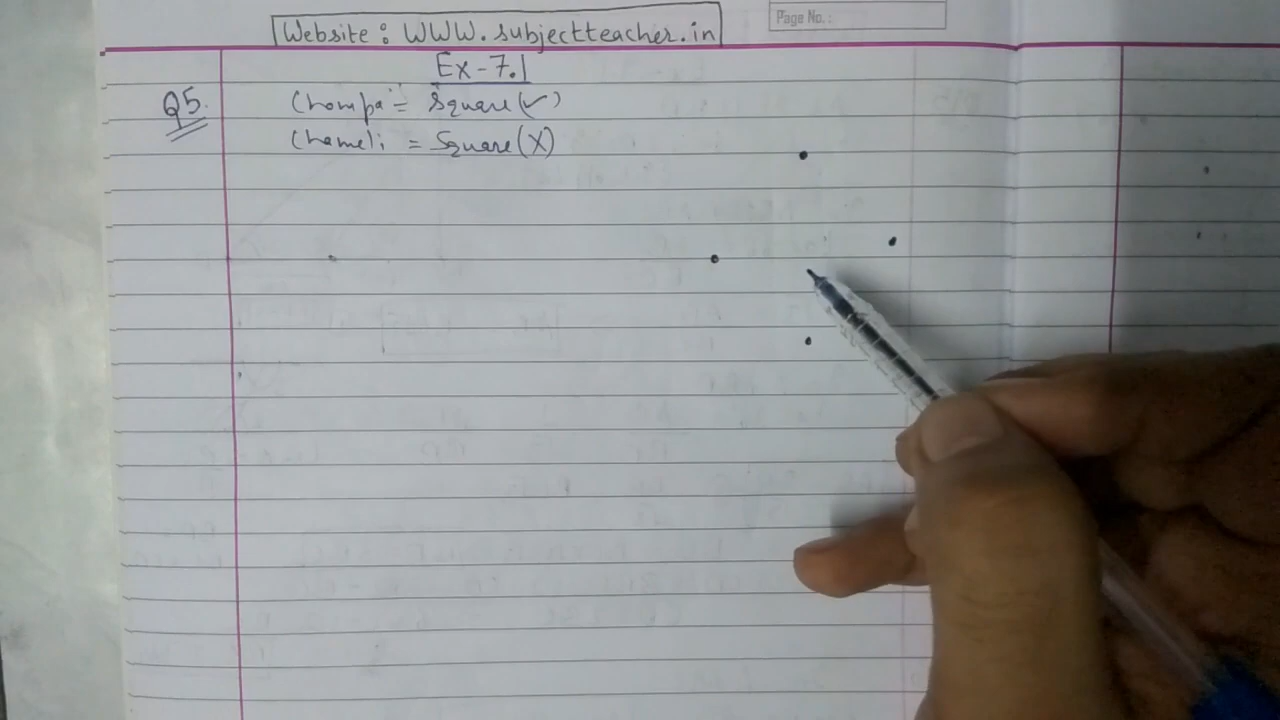 Website : WWW.subjectteacher.in
Page No.:
Ex-7.1
Q5. Champa = Square(✓)
Chameli = Square(X)